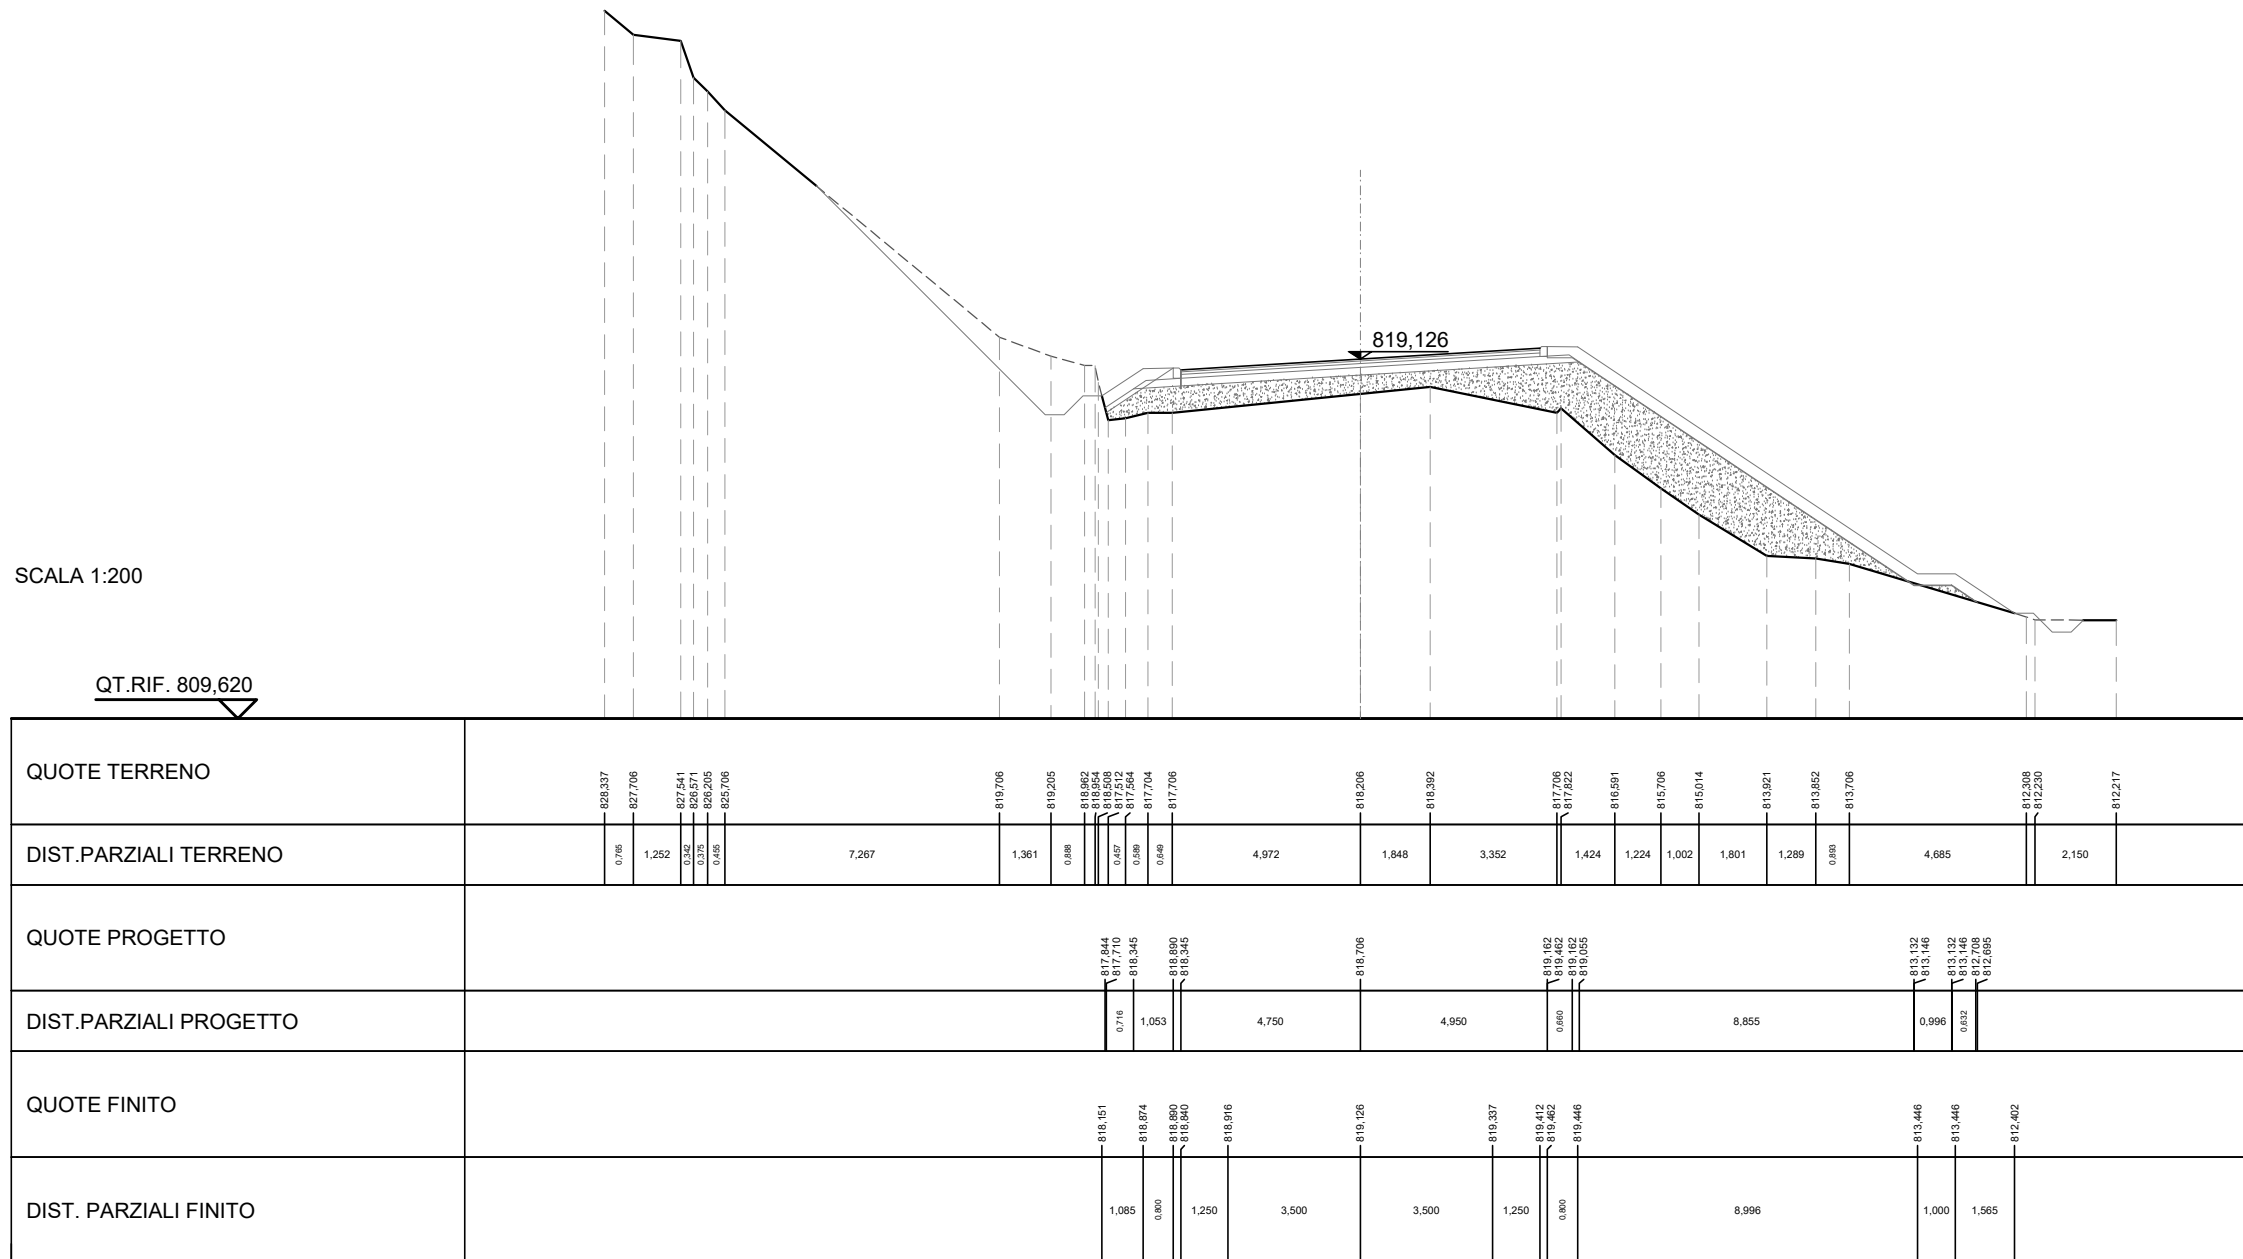 819,126
SCALA 1:200
QT.RIF. 809,620
QUOTE TERRENO
828,337 827,706 827,541 826,571 826,205 825,706 819,706 819,205 818,962 818,954 818,508 817,512 817,564 817,704 817,706 818,206 818,392 817,706 817,822 816,591 815,706 815,014 813,921 813,852 813,706 812,308 812,230 812,217
DIST.PARZIALI TERRENO
0,765 1,252 0,342 0,375 0,455 7,267 1,361 0,888 0,457 0,589 0,649 4,972 1,848 3,352 1,424 1,224 1,002 1,801 1,289 0,893 4,685 2,150
QUOTE PROGETTO
817,844 817,710 818,345 818,890 818,345 818,706 819,162 819,462 819,162 819,055 813,132 813,146 813,132 813,146 812,708 812,695
DIST.PARZIALI PROGETTO
0,716 1,053 4,750 4,950 0,660 8,855 0,996 0,632
QUOTE FINITO
818,151 818,874 818,890 818,840 818,916 819,126 819,337 819,412 819,462 819,446 813,446 813,446 812,402
DIST. PARZIALI FINITO
1,085 0,800 1,250 3,500 3,500 1,250 0,800 8,996 1,000 1,565